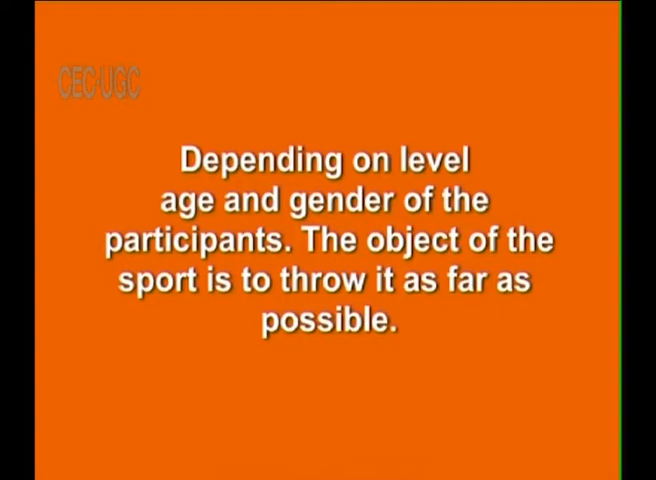 CEC-UGC
Depending on level
age and gender of the
participants. The object of the
sport is to throw it as far as
possible.